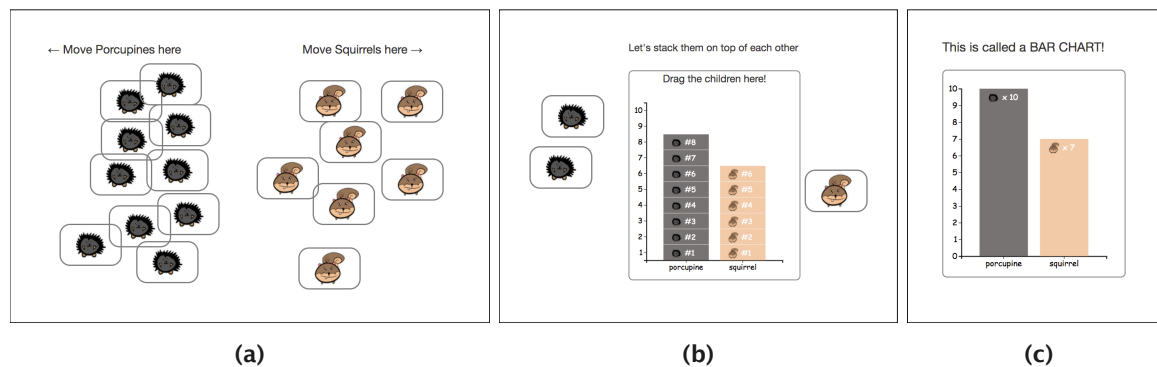 ← Move Porcupines here
Move Squirrels here →
(a)
Let's stack them on top of each other
Drag the children here!
10
9
8
7
6
5
4
3
2
1
#8
#7
#6 #6
#5 #5
#4 #4
#3 #3
#2 #2
#1 #1
porcupine squirrel
(b)
This is called a BAR CHART!
10
9
8
7
6
5
4
3
2
1
0
x 10
x 7
porcupine squirrel
(c)